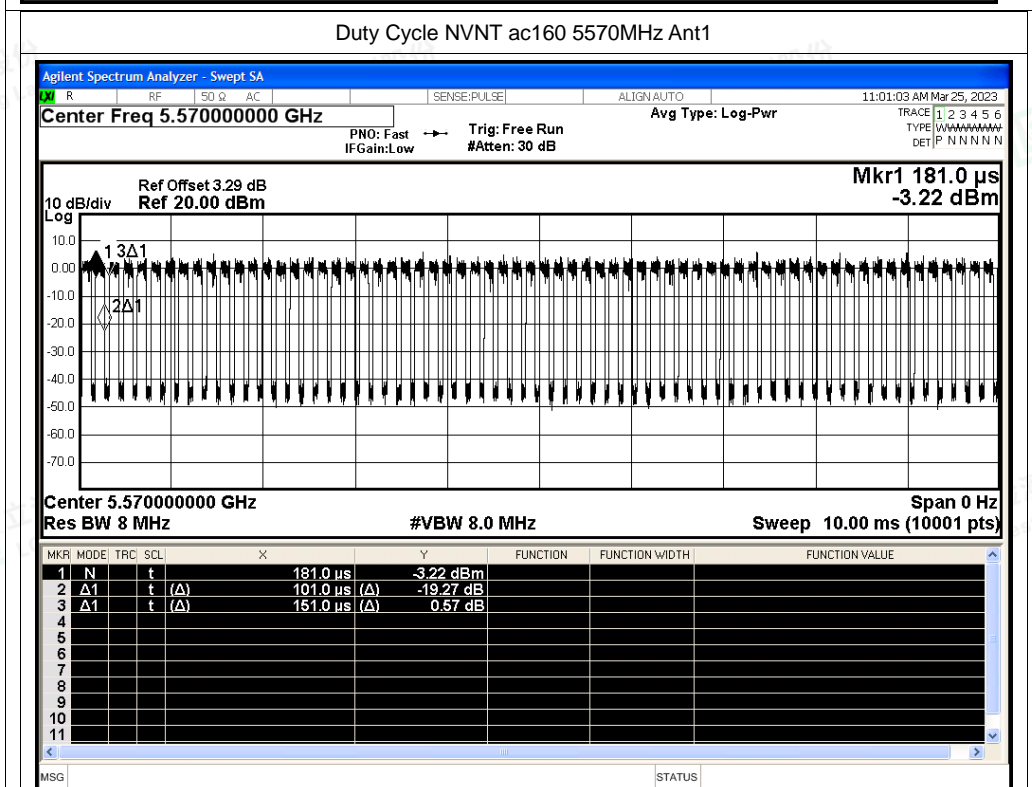 Duty Cycle NVNT ac160 5570MHz Ant1
Agilent Spectrum Analyzer - Swept SA
LXI R RF 50 Ω AC SENSE:PULSE ALIGN AUTO 11:01:03 AM Mar 25, 2023
Center Freq 5.570000000 GHz Avg Type: Log-Pwr TRACE 1 2 3 4 5 6
PNO: Fast Trig: Free Run TYPE
IFGain:Low #Atten: 30 dB DET P N N N N N
Mkr1 181.0 µs
Ref Offset 3.29 dB
10 dB/div Ref 20.00 dBm -3.22 dBm
Log
10.0
1 3Δ1
0.00
-10.0
2Δ1
-20.0
-30.0
-40.0
-50.0
-60.0
-70.0
Center 5.570000000 GHz Span 0 Hz
Res BW 8 MHz #VBW 8.0 MHz Sweep 10.00 ms (10001 pts)
MKR MODE TRC SCL X Y FUNCTION FUNCTION WIDTH FUNCTION VALUE
1 N t 181.0 µs -3.22 dBm
2 Δ1 t (Δ) 101.0 µs (Δ) -19.27 dB
3 Δ1 t (Δ) 151.0 µs (Δ) 0.57 dB
4
5
6
7
8
9
10
11
MSG STATUS